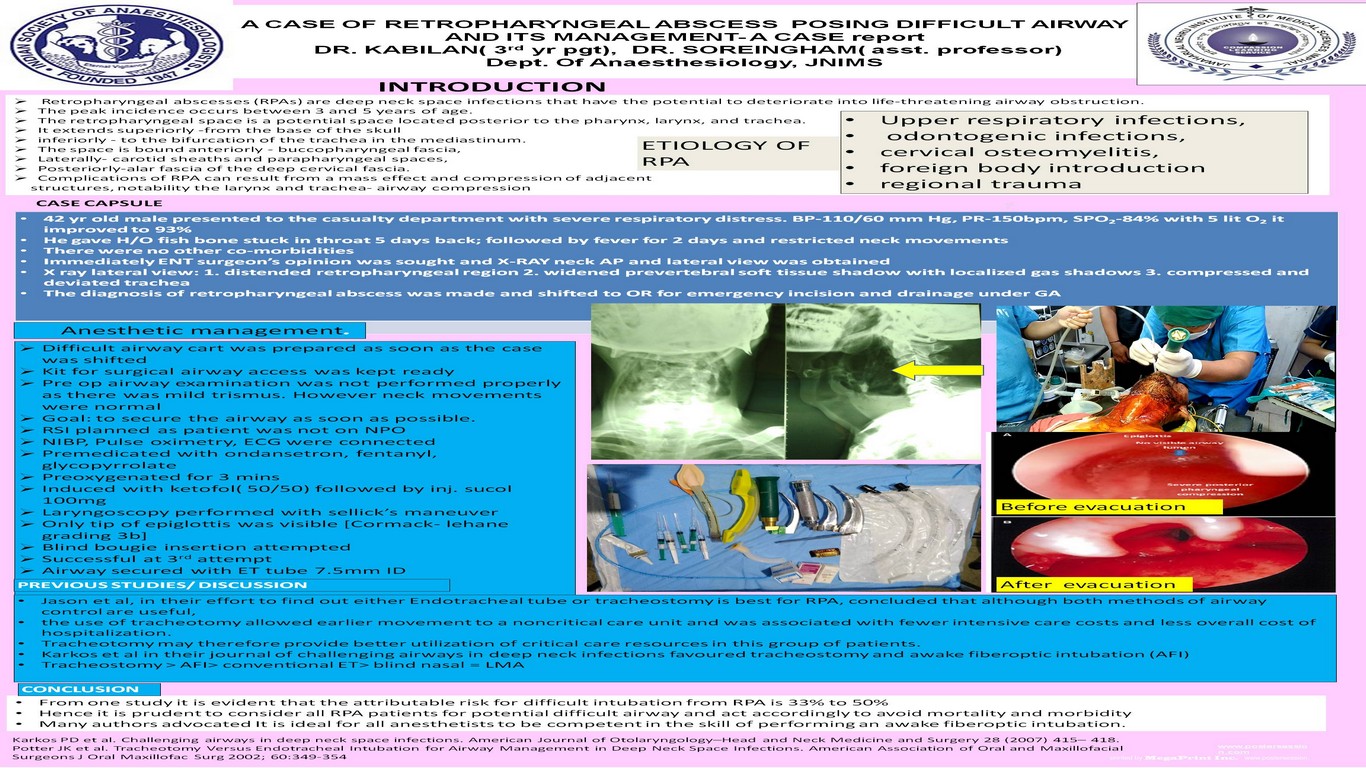 A CASE OF RETROPHARYNGEAL ABSCESS POSING DIFFICULT AIRWAY
AND ITS MANAGEMENT- A CASE report
DR. KABILAN( 3rd yr pgt), DR. SOREINGHAM( asst. professor)
Dept. Of Anaesthesiology, JNIMS
INDIAN SOCIETY OF ANAESTHESIOLOGISTS
Eternal Vigilance
FOUNDED IN 1947
COMPASSION
LEARNING
SERVICE
INTRODUCTION
➢ Retropharyngeal abscesses (RPAs) are deep neck space infections that have the potential to deteriorate into life-threatening airway obstruction.
➢ The peak incidence occurs between 3 and 5 years of age.
➢ The retropharyngeal space is a potential space located posterior to the pharynx, larynx, and trachea.
➢ It extends superiorly -from the base of the skull
➢ inferiorly - to the bifurcation of the trachea in the mediastinum.
➢ The space is bound anteriorly - buccopharyngeal fascia,
➢ Laterally- carotid sheaths and parapharyngeal spaces,
➢ Posteriorly-alar fascia of the deep cervical fascia.
➢ Complications of RPA can result from a mass effect and compression of adjacent
structures, notability the larynx and trachea- airway compression
ETIOLOGY OF
RPA
• Upper respiratory infections,
• odontogenic infections,
• cervical osteomyelitis,
• foreign body introduction
• regional trauma
CASE CAPSULE
• 42 yr old male presented to the casualty department with severe respiratory distress. BP-110/60 mm Hg, PR-150bpm, SPO2-84% with 5 lit O2 it
improved to 93%
• He gave H/O fish bone stuck in throat 5 days back; followed by fever for 2 days and restricted neck movements
• There were no other co-morbidities
• Immediately ENT surgeon's opinion was sought and X-RAY neck AP and lateral view was obtained
• X ray lateral view: 1. distended retropharyngeal region 2. widened prevertebral soft tissue shadow with localized gas shadows 3. compressed and
deviated trachea
• The diagnosis of retropharyngeal abscess was made and shifted to OR for emergency incision and drainage under GA
Anesthetic management.
➢ Difficult airway cart was prepared as soon as the case
was shifted
➢ Kit for surgical airway access was kept ready
➢ Pre op airway examination was not performed properly
as there was mild trismus. However neck movements
were normal
➢ Goal: to secure the airway as soon as possible.
➢ RSI planned as patient was not on NPO
➢ NIBP, Pulse oximetry, ECG were connected
➢ Premedicated with ondansetron, fentanyl,
glycopyrrolate
➢ Preoxygenated for 3 mins
➢ Induced with ketofol( 50/50) followed by inj. sucol
100mg
➢ Laryngoscopy performed with sellick's maneuver
➢ Only tip of epiglottis was visible [Cormack- lehane
grading 3b]
➢ Blind bougie insertion attempted
➢ Successful at 3rd attempt
➢ Airway secured with ET tube 7.5mm ID
A
Epiglottis
No visible airway
lumen
Severe posterior
pharyngeal
compression
Before evacuation
B
After evacuation
PREVIOUS STUDIES/ DISCUSSION
• Jason et al, in their effort to find out either Endotracheal tube or tracheostomy is best for RPA, concluded that although both methods of airway
control are useful,
• the use of tracheotomy allowed earlier movement to a noncritical care unit and was associated with fewer intensive care costs and less overall cost of
hospitalization.
• Tracheotomy may therefore provide better utilization of critical care resources in this group of patients.
• Karkos et al in their journal of challenging airways in deep neck infections favoured tracheostomy and awake fiberoptic intubation (AFI)
• Tracheotomy > AFI> conventional ET> blind nasal = LMA
CONCLUSION
• From one study it is evident that the attributable risk for difficult intubation from RPA is 33% to 50%
• Hence it is prudent to consider all RPA patients for potential difficult airway and act accordingly to avoid mortality and morbidity
• Many authors advocated It is ideal for all anesthetists to be competent in the skill of performing an awake fiberoptic intubation.
Karkos PD et al. Challenging airways in deep neck space infections. American Journal of Otolaryngology–Head and Neck Medicine and Surgery 28 (2007) 415– 418.
Potter JK et al. Tracheotomy Versus Endotracheal Intubation for Airway Management in Deep Neck Space Infections. American Association of Oral and Maxillofacial
Surgeons J Oral Maxillofac Surg 2002; 60:349-354
MegaPrint Inc.